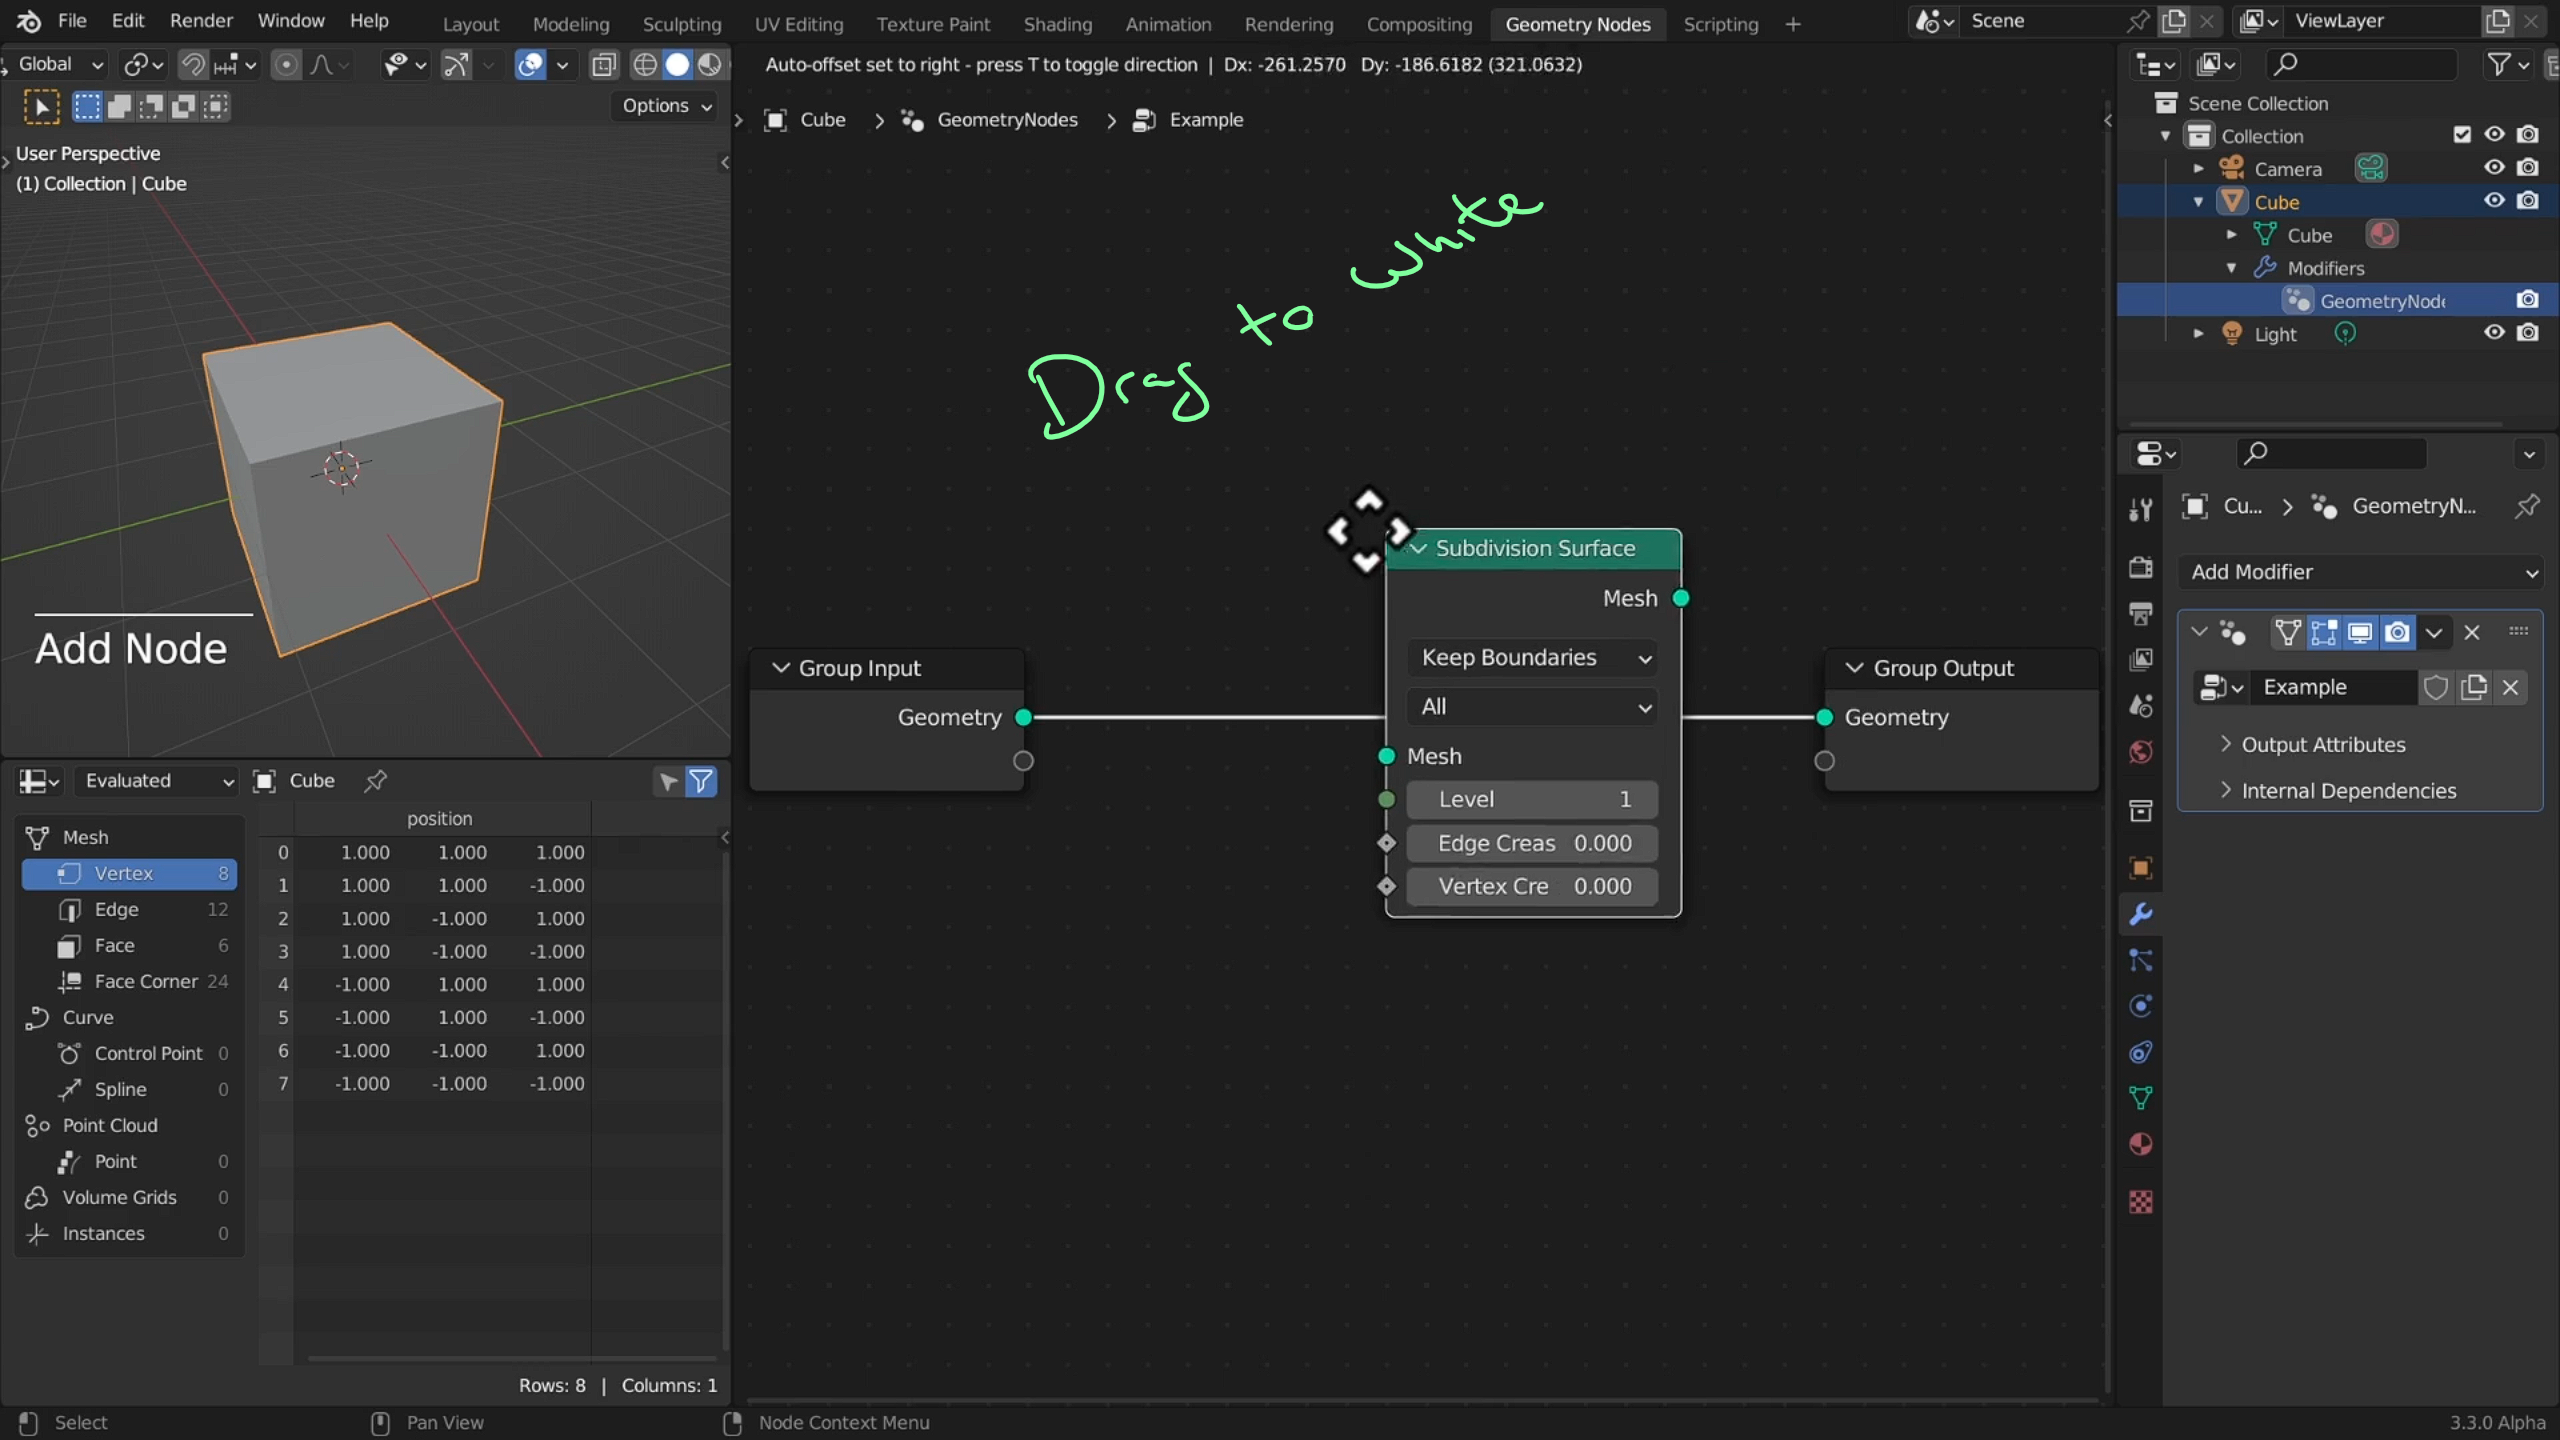 File Edit Render Window Help Layout Modeling Sculpting UV Editing Texture Paint Shading Animation Rendering Compositing Geometry Nodes Scripting + Scene ViewLayer
Global
Options
User Perspective
(1) Collection | Cube
Add Node
Auto-offset set to right - press T to toggle direction | Dx: -261.2570 Dy: -186.6182 (321.0632)
Cube > GeometryNodes > Example
Drag to white
Subdivision Surface
Mesh
Keep Boundaries
All
Mesh
Level 1
Edge Creas 0.000
Vertex Cre 0.000
Group Input
Geometry
Group Output
Geometry
Evaluated Cube
Mesh
Vertex 8
Edge 12
Face 6
Face Corner 24
Curve
Control Point 0
Spline 0
Point Cloud
Point 0
Volume Grids 0
Instances 0
position
0 1.000 1.000 1.000
1 1.000 1.000 -1.000
2 1.000 -1.000 1.000
3 1.000 -1.000 -1.000
4 -1.000 1.000 1.000
5 -1.000 1.000 -1.000
6 -1.000 -1.000 1.000
7 -1.000 -1.000 -1.000
Rows: 8 | Columns: 1
Scene Collection
Collection
Camera
Cube
Cube
Modifiers
GeometryNode
Light
Cu... > GeometryN...
Add Modifier
Example
Output Attributes
Internal Dependencies
Select Pan View Node Context Menu 3.3.0 Alpha